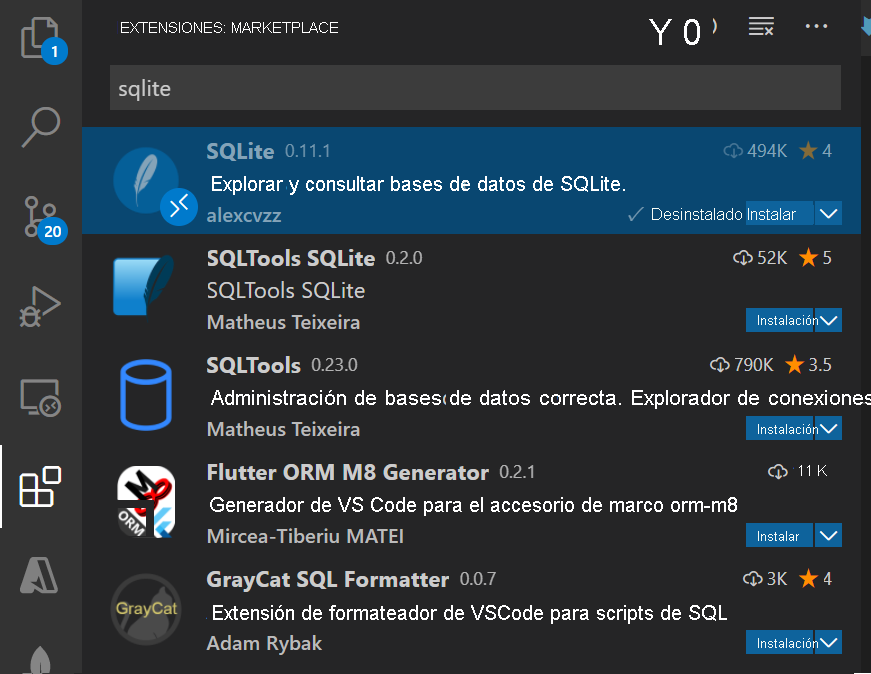 1
EXTENSIONES: MARKETPLACE
Y 0
sqlite
SQLite 0.11.1 494K 4
Explorar y consultar bases de datos de SQLite.
alexcvzz Desinstalado Instalar
20
SQLTools SQLite 0.2.0 52K 5
SQLTools SQLite
Matheus Teixeira Instalación
SQLTools 0.23.0 790K 3.5
Administración de bases de datos correcta. Explorador de conexiones
Matheus Teixeira Instalación
Flutter ORM M8 Generator 0.2.1 11 K
ORM
Generador de VS Code para el accesorio de marco orm-m8
Mircea-Tiberiu MATEI Instalar
GrayCat SQL Formatter 0.0.7 3K 4
GrayCat
Extensión de formateador de VSCode para scripts de SQL
Adam Rybak Instalación